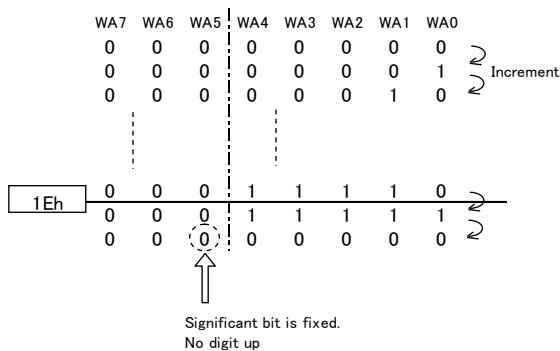 WA7 WA6 WA5 WA4 WA3 WA2 WA1 WA0
0 0 0 0 0 0 0 0
0 0 0 0 0 0 0 1 Increment
0 0 0 0 0 0 1 0
1Eh 0 0 0 1 1 1 1 0
0 0 0 1 1 1 1 1
0 0 0 0 0 0 0 0
Significant bit is fixed.
No digit up